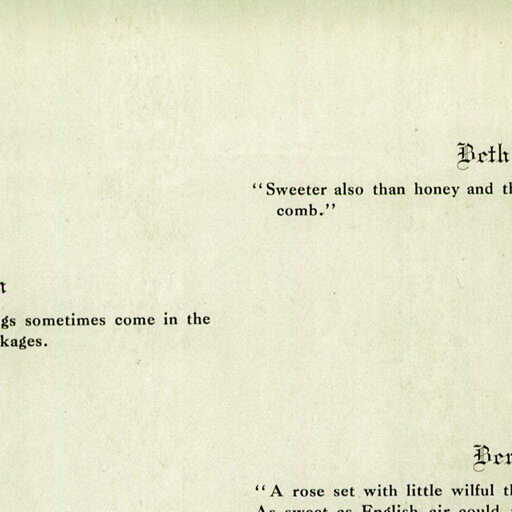 Beth
"Sweeter also than honey and th
comb."
n
gs sometimes come in the
kages.
Ber
"A rose set with little wilful th
As sweet as English air could